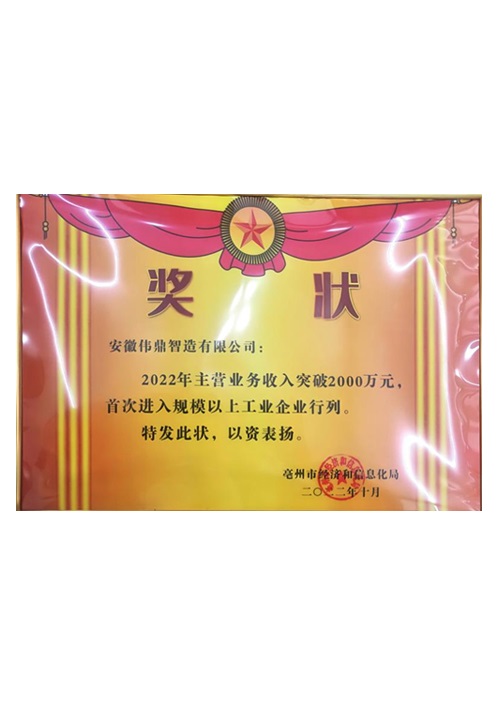 奖 状
安徽伟鼎智造有限公司：
2022年主营业务收入突破2000万元，
首次进入规模以上工业企业行列。
特发此状，以资表扬。
亳州市经济和信息化局
二〇二二年十月